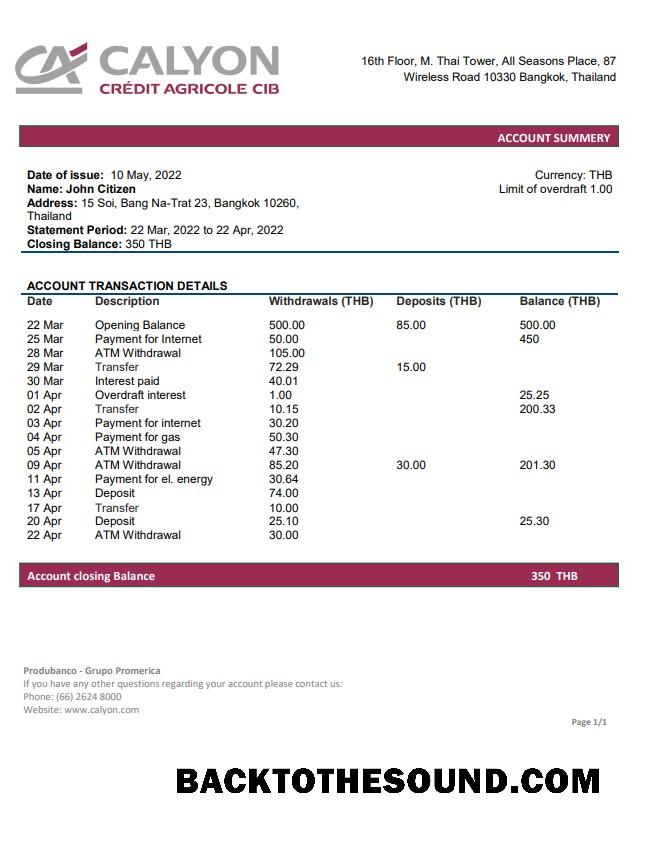 CALYON
CRÉDIT AGRICOLE CIB
16th Floor, M. Thai Tower, All Seasons Place, 87
Wireless Road 10330 Bangkok, Thailand
ACCOUNT SUMMERY
Date of issue: 10 May, 2022
Currency: THB
Name: John Citizen
Limit of overdraft 1.00
Address: 15 Soi, Bang Na-Trat 23, Bangkok 10260,
Thailand
Statement Period: 22 Mar, 2022 to 22 Apr, 2022
Closing Balance: 350 THB
ACCOUNT TRANSACTION DETAILS
Date Description Withdrawals (THB) Deposits (THB) Balance (THB)
22 Mar Opening Balance 500.00 85.00 500.00
25 Mar Payment for Internet 50.00 450
28 Mar ATM Withdrawal 105.00
29 Mar Transfer 72.29 15.00
30 Mar Interest paid 40.01
01 Apr Overdraft interest 1.00 25.25
02 Apr Transfer 10.15 200.33
03 Apr Payment for internet 30.20
04 Apr Payment for gas 50.30
05 Apr ATM Withdrawal 47.30
09 Apr ATM Withdrawal 85.20 30.00 201.30
11 Apr Payment for el. energy 30.64
13 Apr Deposit 74.00
17 Apr Transfer 10.00
20 Apr Deposit 25.10 25.30
22 Apr ATM Withdrawal 30.00
Account closing Balance 350 THB
Produbanco - Grupo Promerica
If you have any other questions regarding your account please contact us:
Phone: (66) 2624 8000
Website: www.calyon.com
Page 1/1
BACKTOTHESOUND.COM